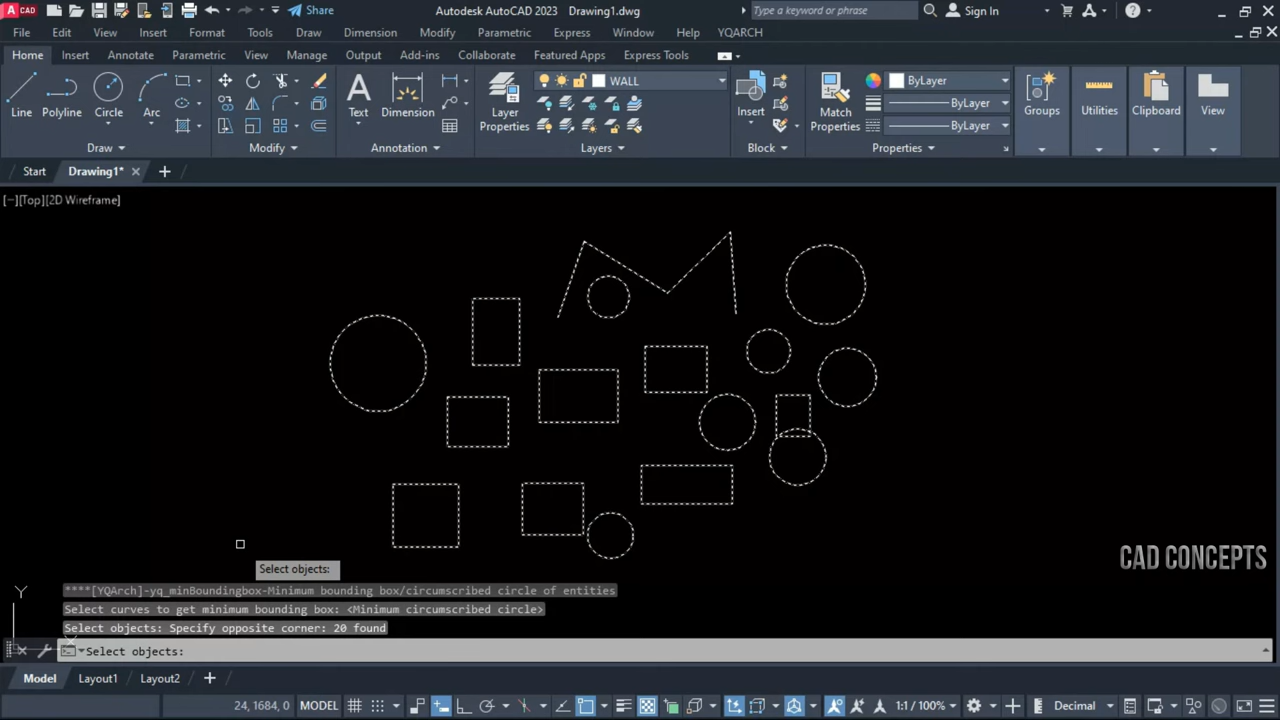 CAD
Share
Autodesk AutoCAD 2023 Drawing1.dwg
Type a keyword or phrase
Sign In
File Edit View Insert Format Tools Draw Dimension Modify Parametric Express Window Help YQARCH
Home Insert Annotate Parametric View Manage Output Add-ins Collaborate Featured Apps Express Tools
WALL
ByLayer
ByLayer
ByLayer
Line Polyline Circle Arc Text Dimension Layer Properties Insert Match Properties Groups Utilities Clipboard View
Draw Modify Annotation Layers Block Properties
Start Drawing1*
[−][Top][2D Wireframe]
CAD CONCEPTS
Select objects:
Y
****[YQArch]-yq_minBoundingbox-Minimum bounding box/circumscribed circle of entities
Select curves to get minimum bounding box: <Minimum circumscribed circle>
Select objects: Specify opposite corner: 20 found
Select objects:
Model Layout1 Layout2
24, 1684, 0 MODEL 1:1 / 100% Decimal